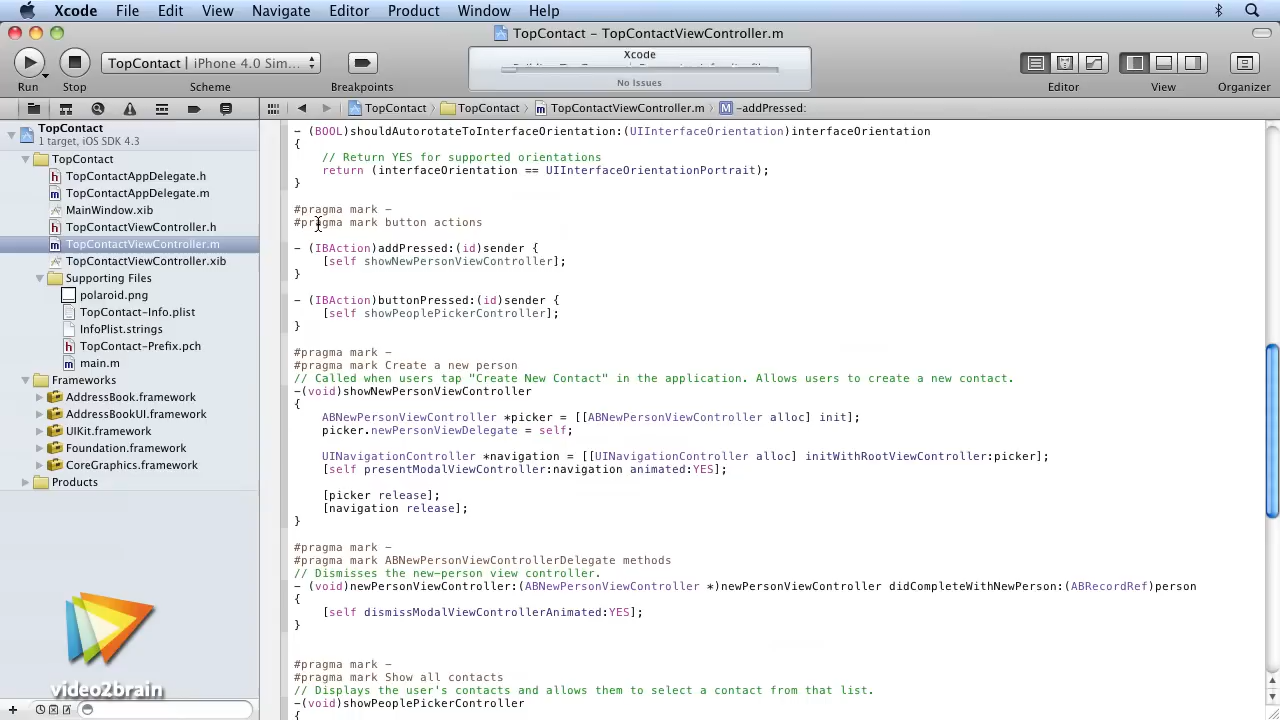 Xcode File Edit View Navigate Editor Product Window Help
TopContact – TopContactViewController.m
TopContact | iPhone 4.0 Sim...
Xcode
No Issues
Run Stop Scheme Breakpoints Editor View Organizer
TopContact TopContact TopContactViewController.m -addPressed:
TopContact
1 target, iOS SDK 4.3
TopContact
TopContactAppDelegate.h
TopContactAppDelegate.m
MainWindow.xib
TopContactViewController.h
TopContactViewController.m
TopContactViewController.xib
Supporting Files
polaroid.png
TopContact-Info.plist
InfoPlist.strings
TopContact-Prefix.pch
main.m
Frameworks
AddressBook.framework
AddressBookUI.framework
UIKit.framework
Foundation.framework
CoreGraphics.framework
Products
video2brain
- (BOOL)shouldAutorotateToInterfaceOrientation:(UIInterfaceOrientation)interfaceOrientation
{
// Return YES for supported orientations
return (interfaceOrientation == UIInterfaceOrientationPortrait);
}
#pragma mark -
#pragma mark button actions
- (IBAction)addPressed:(id)sender {
[self showNewPersonViewController];
}
- (IBAction)buttonPressed:(id)sender {
[self showPeoplePickerController];
}
#pragma mark -
#pragma mark Create a new person
// Called when users tap "Create New Contact" in the application. Allows users to create a new contact.
-(void)showNewPersonViewController
{
ABNewPersonViewController *picker = [[ABNewPersonViewController alloc] init];
picker.newPersonViewDelegate = self;
UINavigationController *navigation = [[UINavigationController alloc] initWithRootViewController:picker];
[self presentModalViewController:navigation animated:YES];
[picker release];
[navigation release];
}
#pragma mark -
#pragma mark ABNewPersonViewControllerDelegate methods
// Dismisses the new-person view controller.
- (void)newPersonViewController:(ABNewPersonViewController *)newPersonViewController didCompleteWithNewPerson:(ABRecordRef)person
{
[self dismissModalViewControllerAnimated:YES];
}
#pragma mark -
#pragma mark Show all contacts
// Displays the user's contacts and allows them to select a contact from that list.
-(void)showPeoplePickerController
{